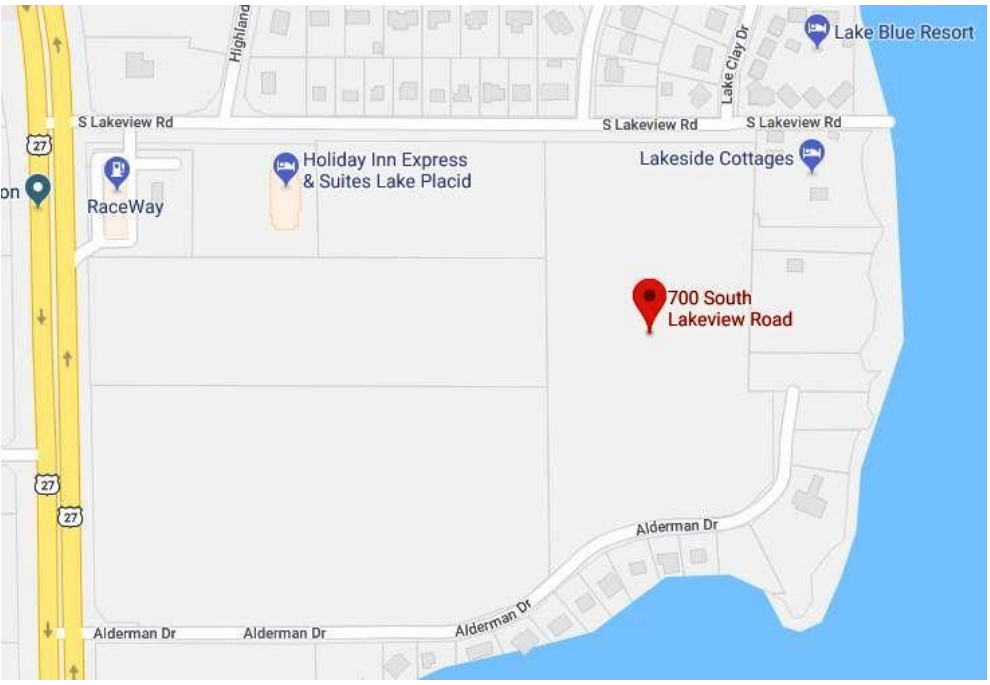 Highland
Lake Clay Dr
Lake Blue Resort
S Lakeview Rd
S Lakeview Rd
S Lakeview Rd
27
Holiday Inn Express
& Suites Lake Placid
Lakeside Cottages
on
RaceWay
700 South
Lakeview Road
27
27
Alderman Dr
Alderman Dr
Alderman Dr
Alderman Dr